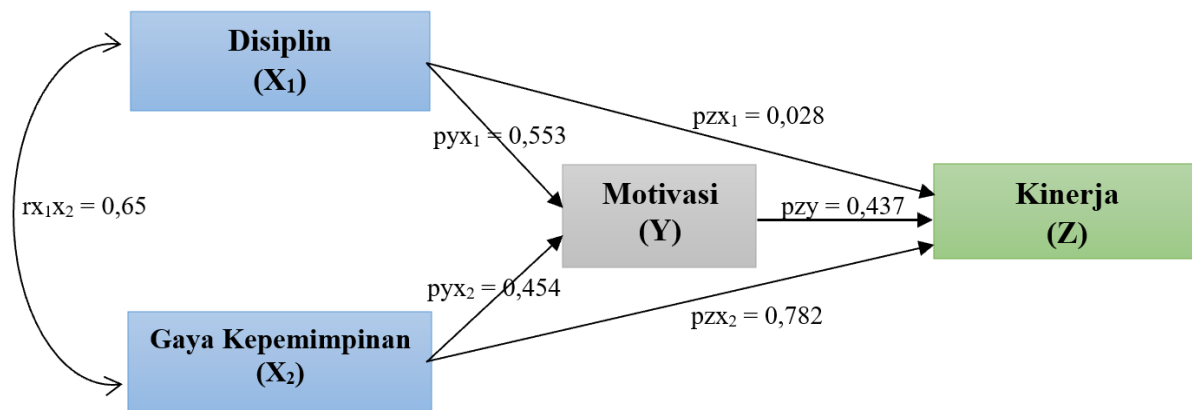 Disiplin
(X₁)
pzx₁ = 0,028
pyx₁ = 0,553
rx₁x₂ = 0,65
Motivasi
(Y)
pzy = 0,437
Kinerja
(Z)
pyx₂ = 0,454
pzx₂ = 0,782
Gaya Kepemimpinan
(X₂)